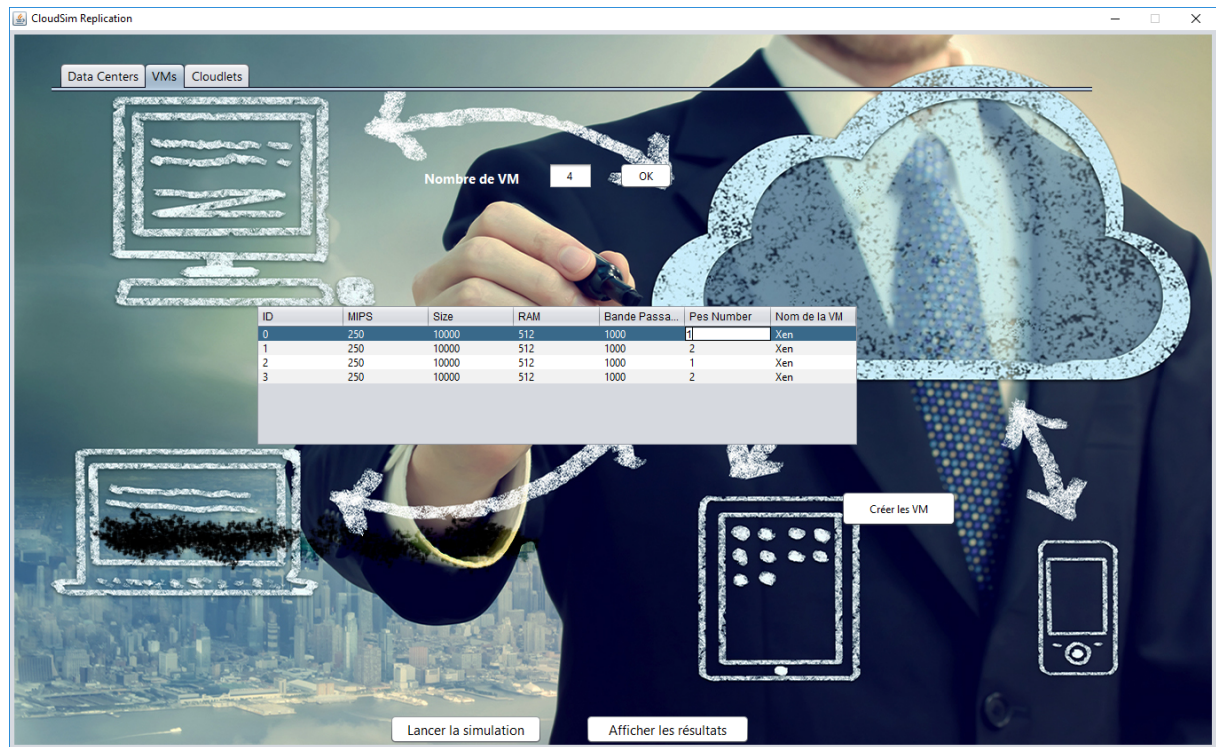 CloudSim Replication
Data Centers VMs Cloudlets
Nombre de VM 4 OK
ID MIPS Size RAM Bande Passa... Pes Number Nom de la VM
0 250 10000 512 1000 1 Xen
1 250 10000 512 1000 2 Xen
2 250 10000 512 1000 1 Xen
3 250 10000 512 1000 2 Xen
Créer les VM
Lancer la simulation Afficher les résultats